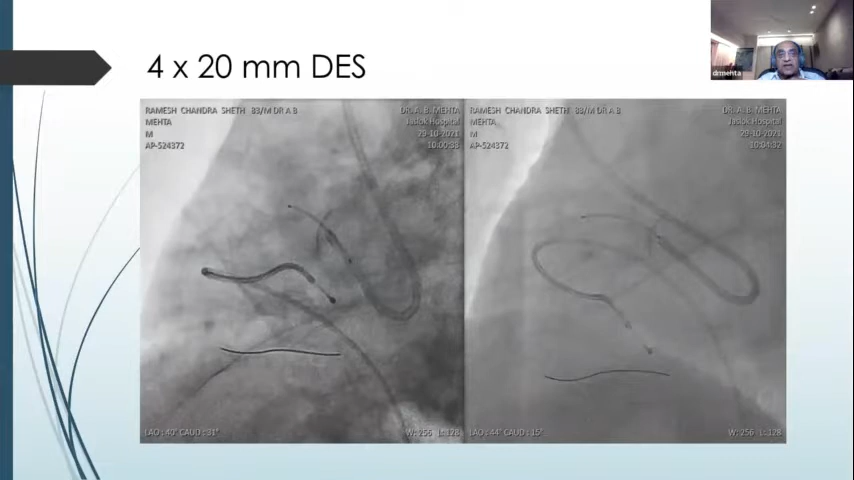 4 x 20 mm DES
drmehta
RAMESH CHANDRA SHETH 83/M DR A B
MEHTA
M
AP-524372
DR. A. B. MEHTA
Jaslok Hospital
29-10-2021
10:00:33
LAO : 40° CAUD : 31°
W: 256 L: 128
RAMESH CHANDRA SHETH 83/M DR A B
MEHTA
M
AP-524372
DR. A. B. MEHTA
Jaslok Hospital
29-10-2021
10:04:32
LAO : 44° CAUD : 15°
W: 256 L: 128